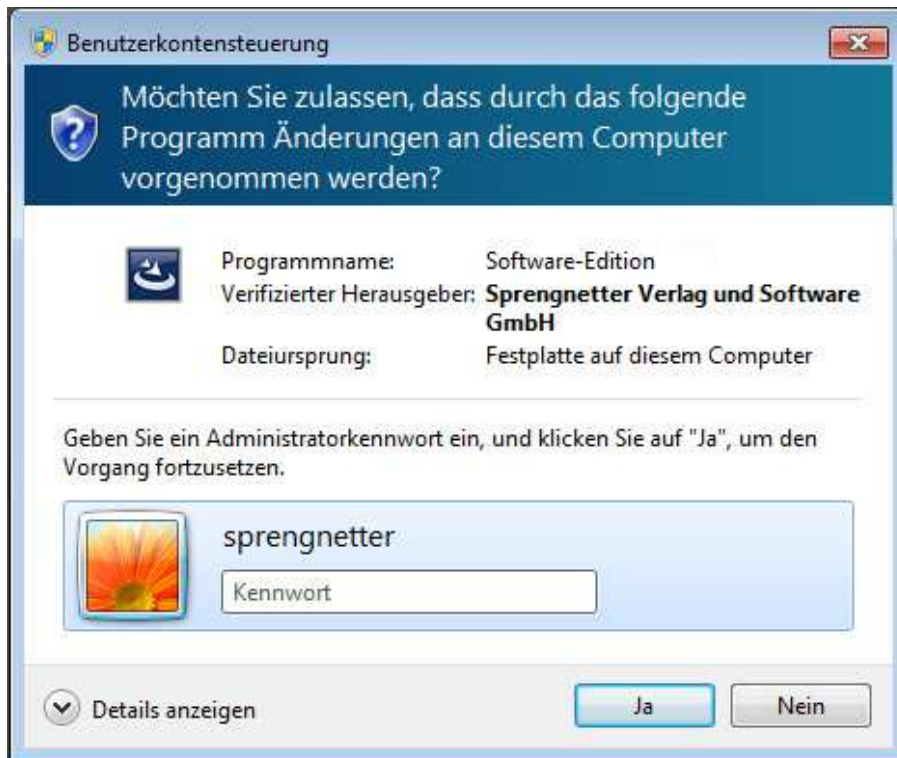 Benutzerkontensteuerung
Möchten Sie zulassen, dass durch das folgende
Programm Änderungen an diesem Computer
vorgenommen werden?
Programmname: Software-Edition
Verifizierter Herausgeber: Sprengnetter Verlag und Software
GmbH
Dateiursprung: Festplatte auf diesem Computer
Geben Sie ein Administratorkennwort ein, und klicken Sie auf "Ja", um den
Vorgang fortzusetzen.
sprengnetter
Kennwort
Details anzeigen Ja Nein